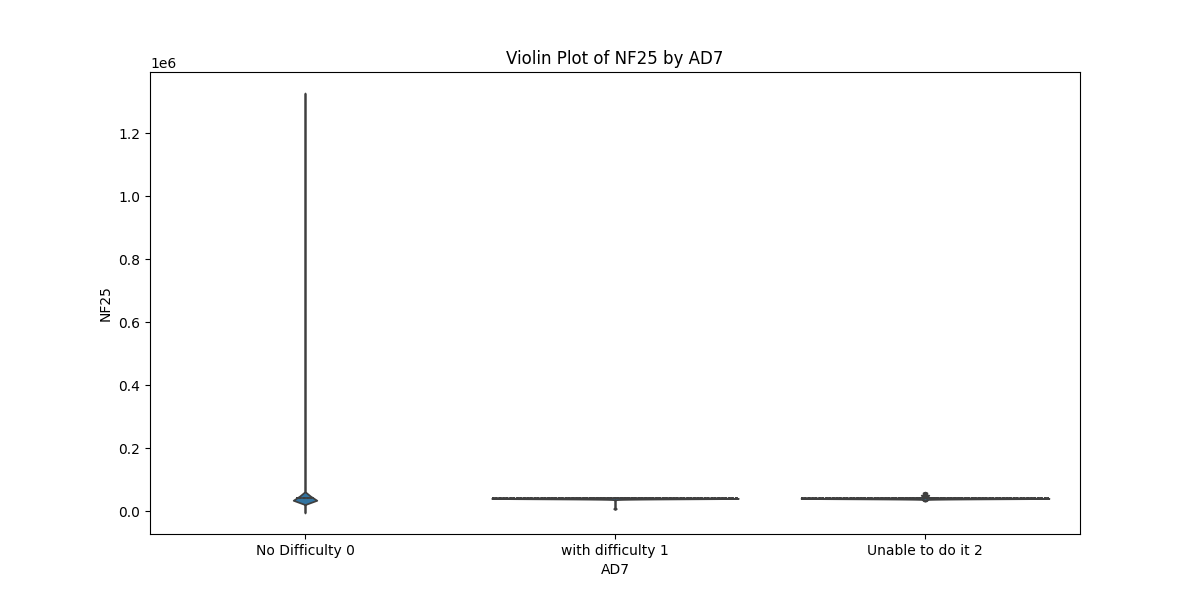 Violin Plot of NF25 by AD7
1e6
1.2
1.0
0.8
0.6
0.4
0.2
0.0
NF25
No Difficulty 0
with difficulty 1
Unable to do it 2
AD7